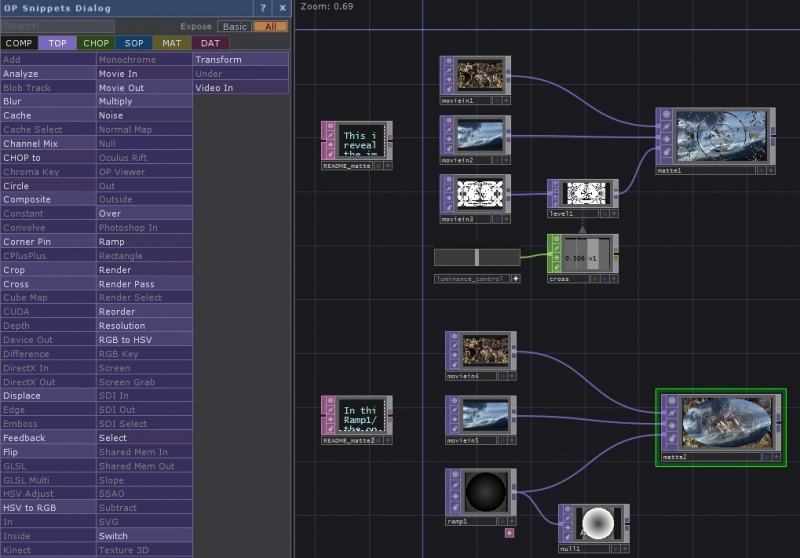 OP Snippets Dialog ? x
Search Expose Basic All
COMP TOP CHOP SOP MAT DAT
Add Monochrome Transform
Analyze Movie In Under
Blob Track Movie Out Video In
Blur Multiply
Cache Noise
Cache Select Normal Map
Channel Mix Null
CHOP to Oculus Rift
Chroma Key OP Viewer
Circle Out
Composite Outside
Constant Over
Convolve Photoshop In
Corner Pin Ramp
CPlusPlus Rectangle
Crop Render
Cross Render Pass
Cube Map Render Select
CUDA Reorder
Depth Resolution
Device Out RGB to HSV
Difference RGB Key
DirectX In Screen
DirectX Out Screen Grab
Displace SDI In
Edge SDI Out
Emboss SDI Select
Feedback Select
Flip Shared Mem In
GLSL Shared Mem Out
GLSL Multi Slope
HSV Adjust SSAO
HSV to RGB Subtract
In SVG
Inside Switch
Kinect Texture 3D
Zoom: 0.69
moviein1
This i
reveal
the im
README_matte
moviein2
matte1
moviein3
level1
0.506 v1
luminance_control
cross
moviein4
In thi
Ramp1/
the op
README_matte2
moviein5
matte2
ramp1
null1